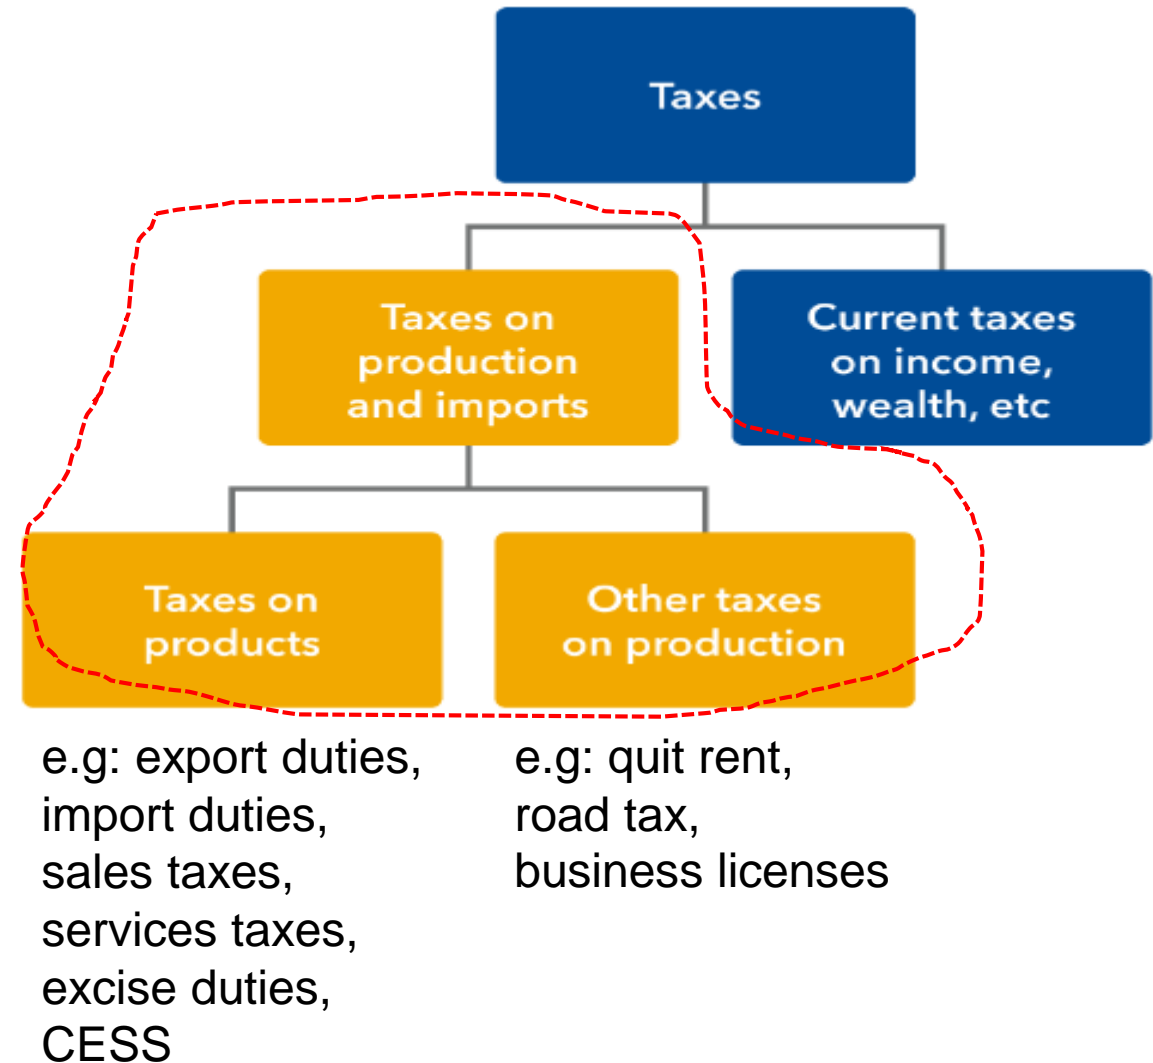 Taxes
Taxes on
production
and imports
Current taxes
on income,
wealth, etc
Taxes on
products
Other taxes
on production
e.g: export duties,
import duties,
sales taxes,
services taxes,
excise duties,
CESS
e.g: quit rent,
road tax,
business licenses